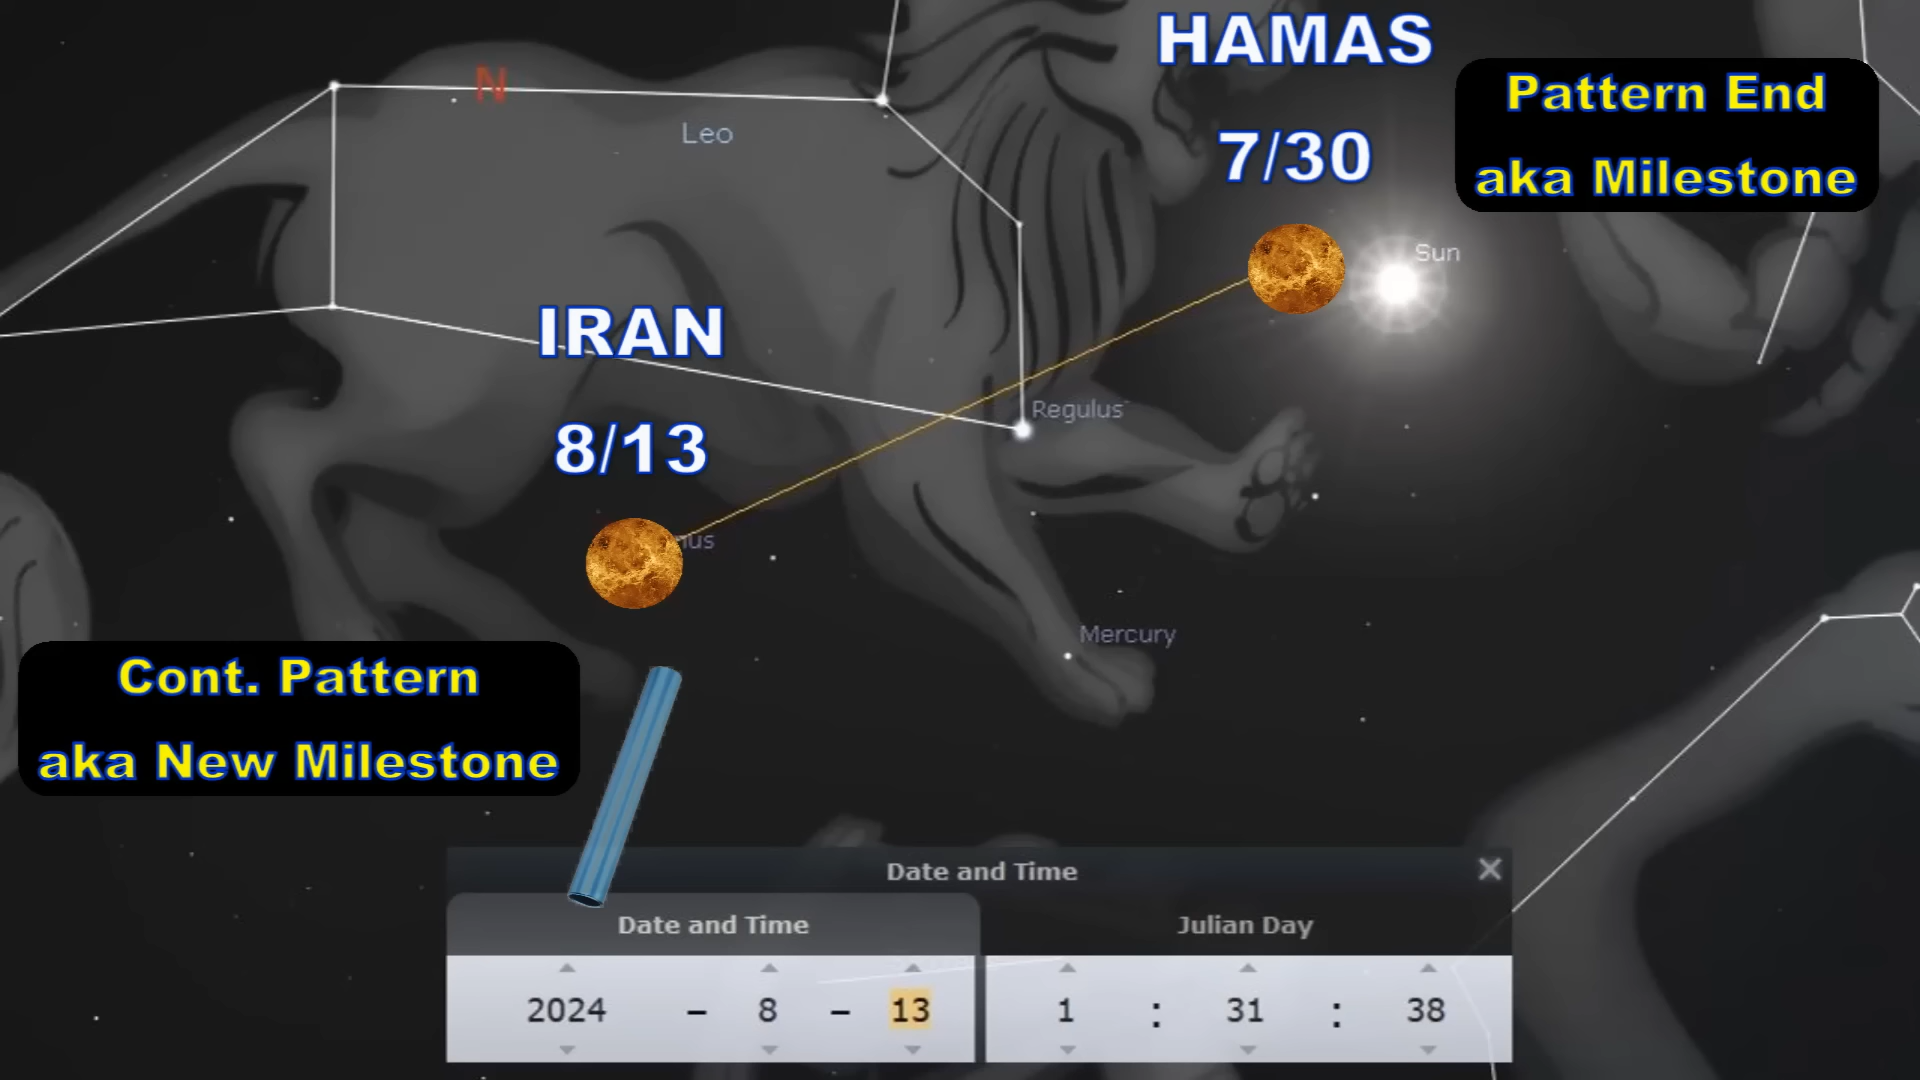 HAMAS
7/30
Pattern End
aka Milestone
N
Leo
Sun
IRAN
8/13
Regulus
Mercury
Cont. Pattern
aka New Milestone
Date and Time
Date and Time
Julian Day
2024 - 8 - 13
1 : 31 : 38